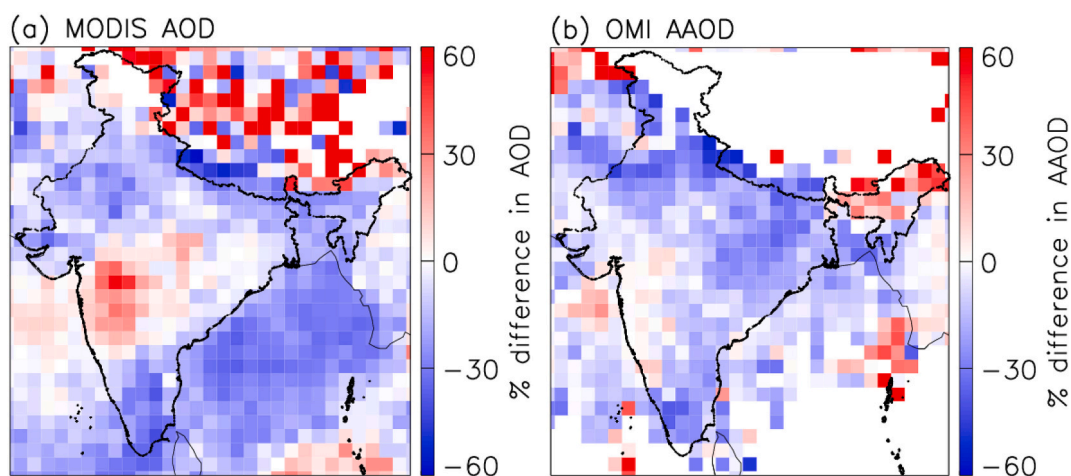 (a) MODIS AOD
60
30
0
−30
−60
% difference in AOD
(b) OMI AAOD
60
30
0
−30
−60
% difference in AAOD